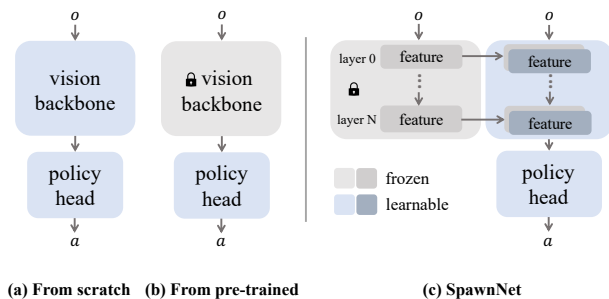 o
vision
backbone
policy
head
a
(a) From scratch
o
vision
backbone
policy
head
a
(b) From pre-trained
o
o
layer 0
feature
feature
layer N
feature
feature
policy
head
a
frozen
learnable
(c) SpawnNet